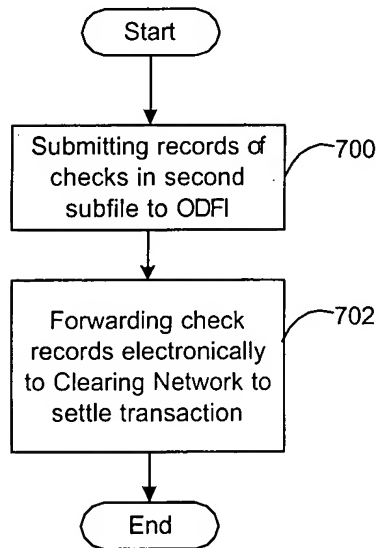 Start
Submitting records of
checks in second
subfile to ODFI
700
Forwarding check
records electronically
to Clearing Network to
settle transaction
702
End